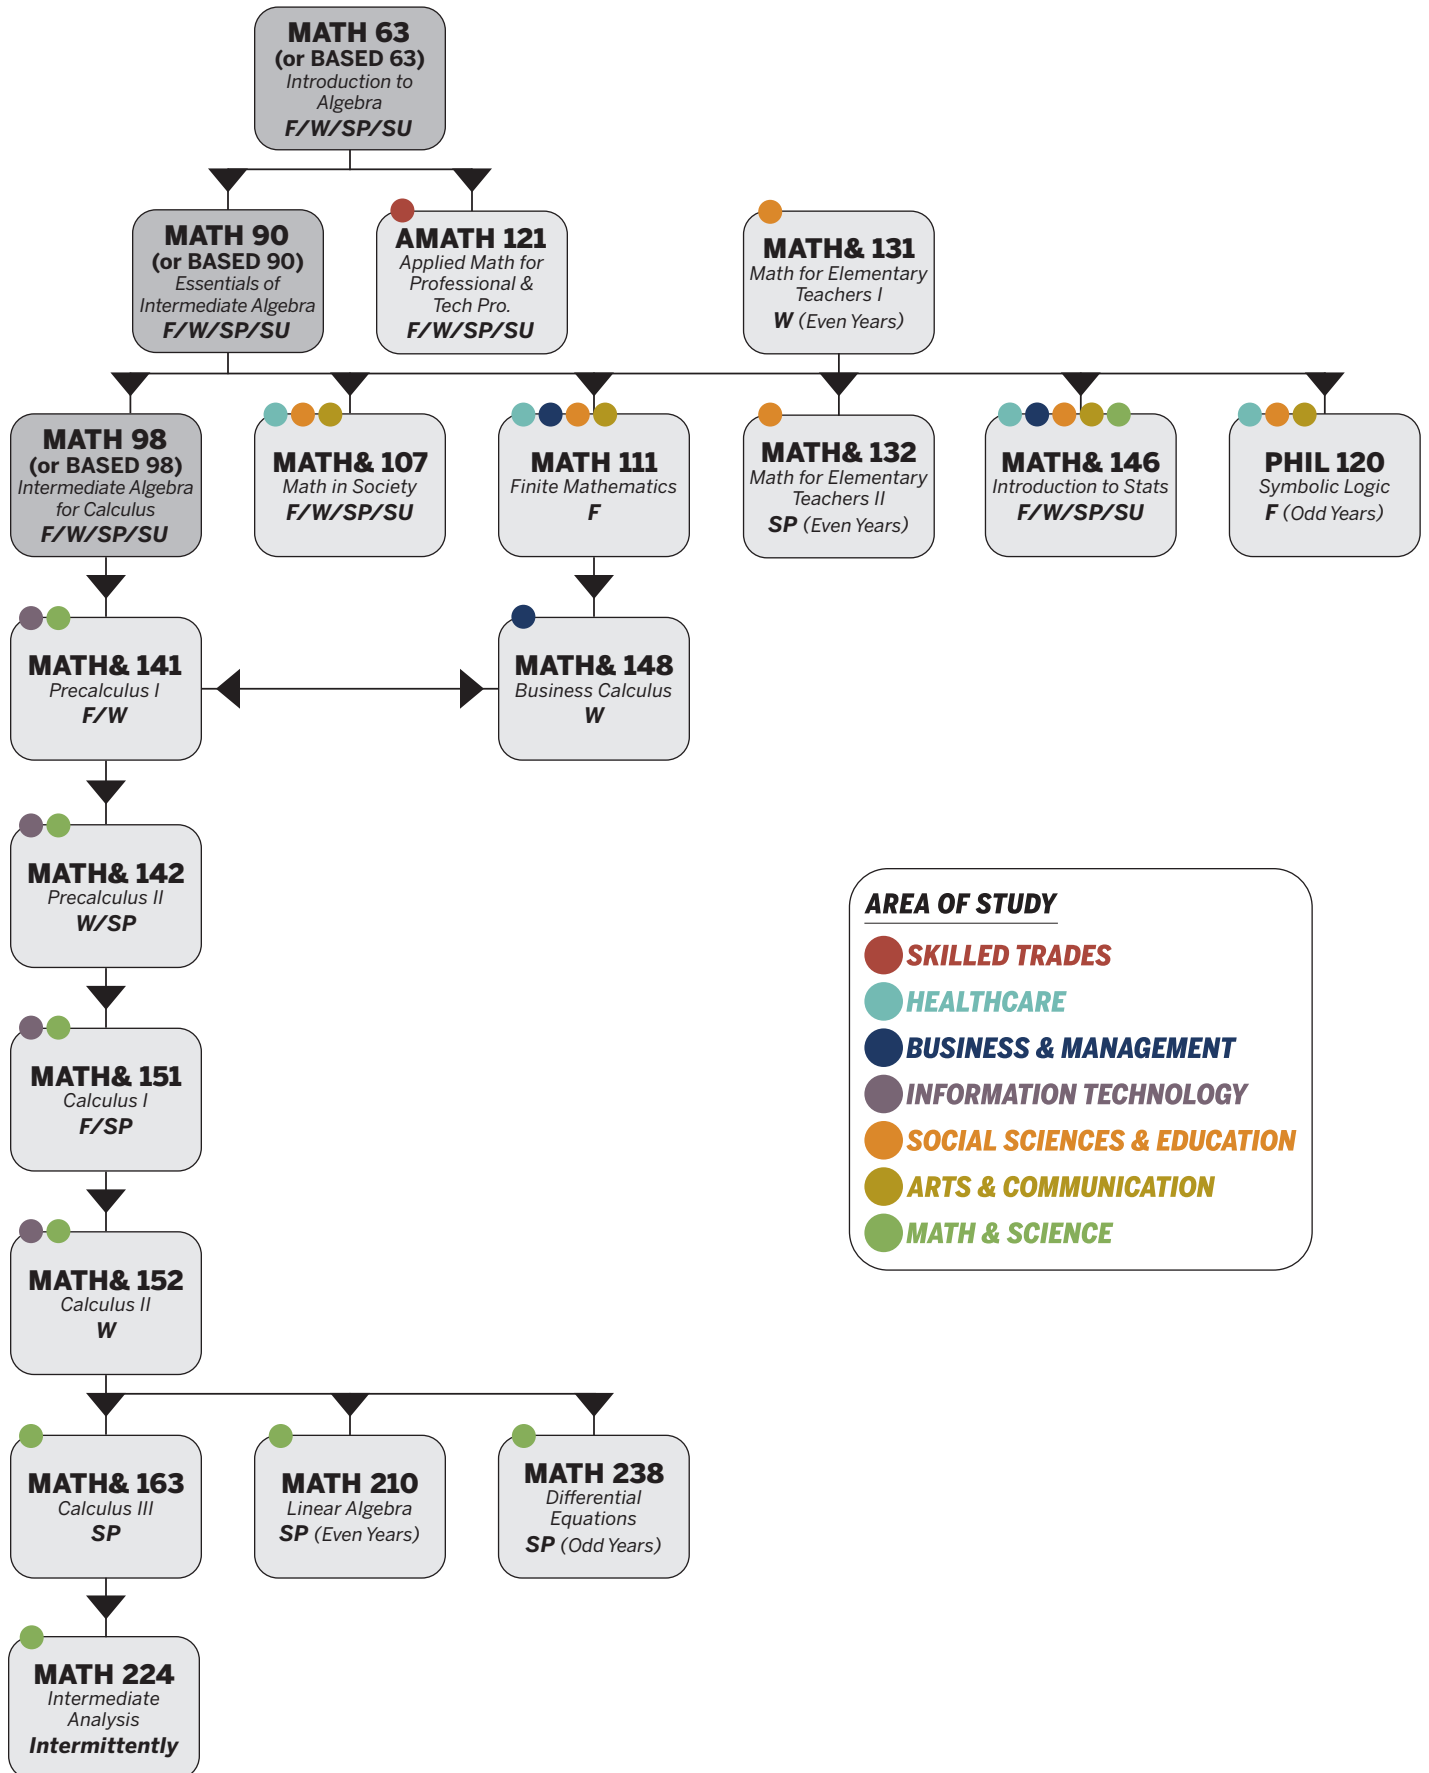 MATH 63
(or BASED 63)
Introduction to
Algebra
F/W/SP/SU
MATH 90
(or BASED 90)
Essentials of
Intermediate Algebra
F/W/SP/SU
AMATH 121
Applied Math for
Professional &
Tech Pro.
F/W/SP/SU
MATH& 131
Math for Elementary
Teachers I
W (Even Years)
MATH 98
(or BASED 98)
Intermediate Algebra
for Calculus
F/W/SP/SU
MATH& 107
Math in Society
F/W/SP/SU
MATH 111
Finite Mathematics
F
MATH& 132
Math for Elementary
Teachers II
SP (Even Years)
MATH& 146
Introduction to Stats
F/W/SP/SU
PHIL 120
Symbolic Logic
F (Odd Years)
MATH& 141
Precalculus I
F/W
MATH& 148
Business Calculus
W
MATH& 142
Precalculus II
W/SP
MATH& 151
Calculus I
F/SP
MATH& 152
Calculus II
W
MATH& 163
Calculus III
SP
MATH 210
Linear Algebra
SP (Even Years)
MATH 238
Differential
Equations
SP (Odd Years)
MATH 224
Intermediate
Analysis
Intermittently
AREA OF STUDY
SKILLED TRADES
HEALTHCARE
BUSINESS & MANAGEMENT
INFORMATION TECHNOLOGY
SOCIAL SCIENCES & EDUCATION
ARTS & COMMUNICATION
MATH & SCIENCE